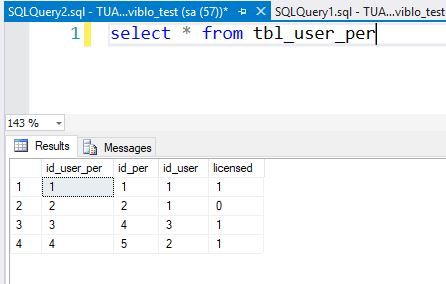 SQLQuery2.sql - TUA...viblo_test (sa (57))* SQLQuery1.sql - TUA...viblo_test
1 select * from tbl_user_per
143 %
Results Messages
id_user_per id_per id_user licensed
1 1 1 1 1
2 2 2 1 0
3 3 4 3 1
4 4 5 2 1